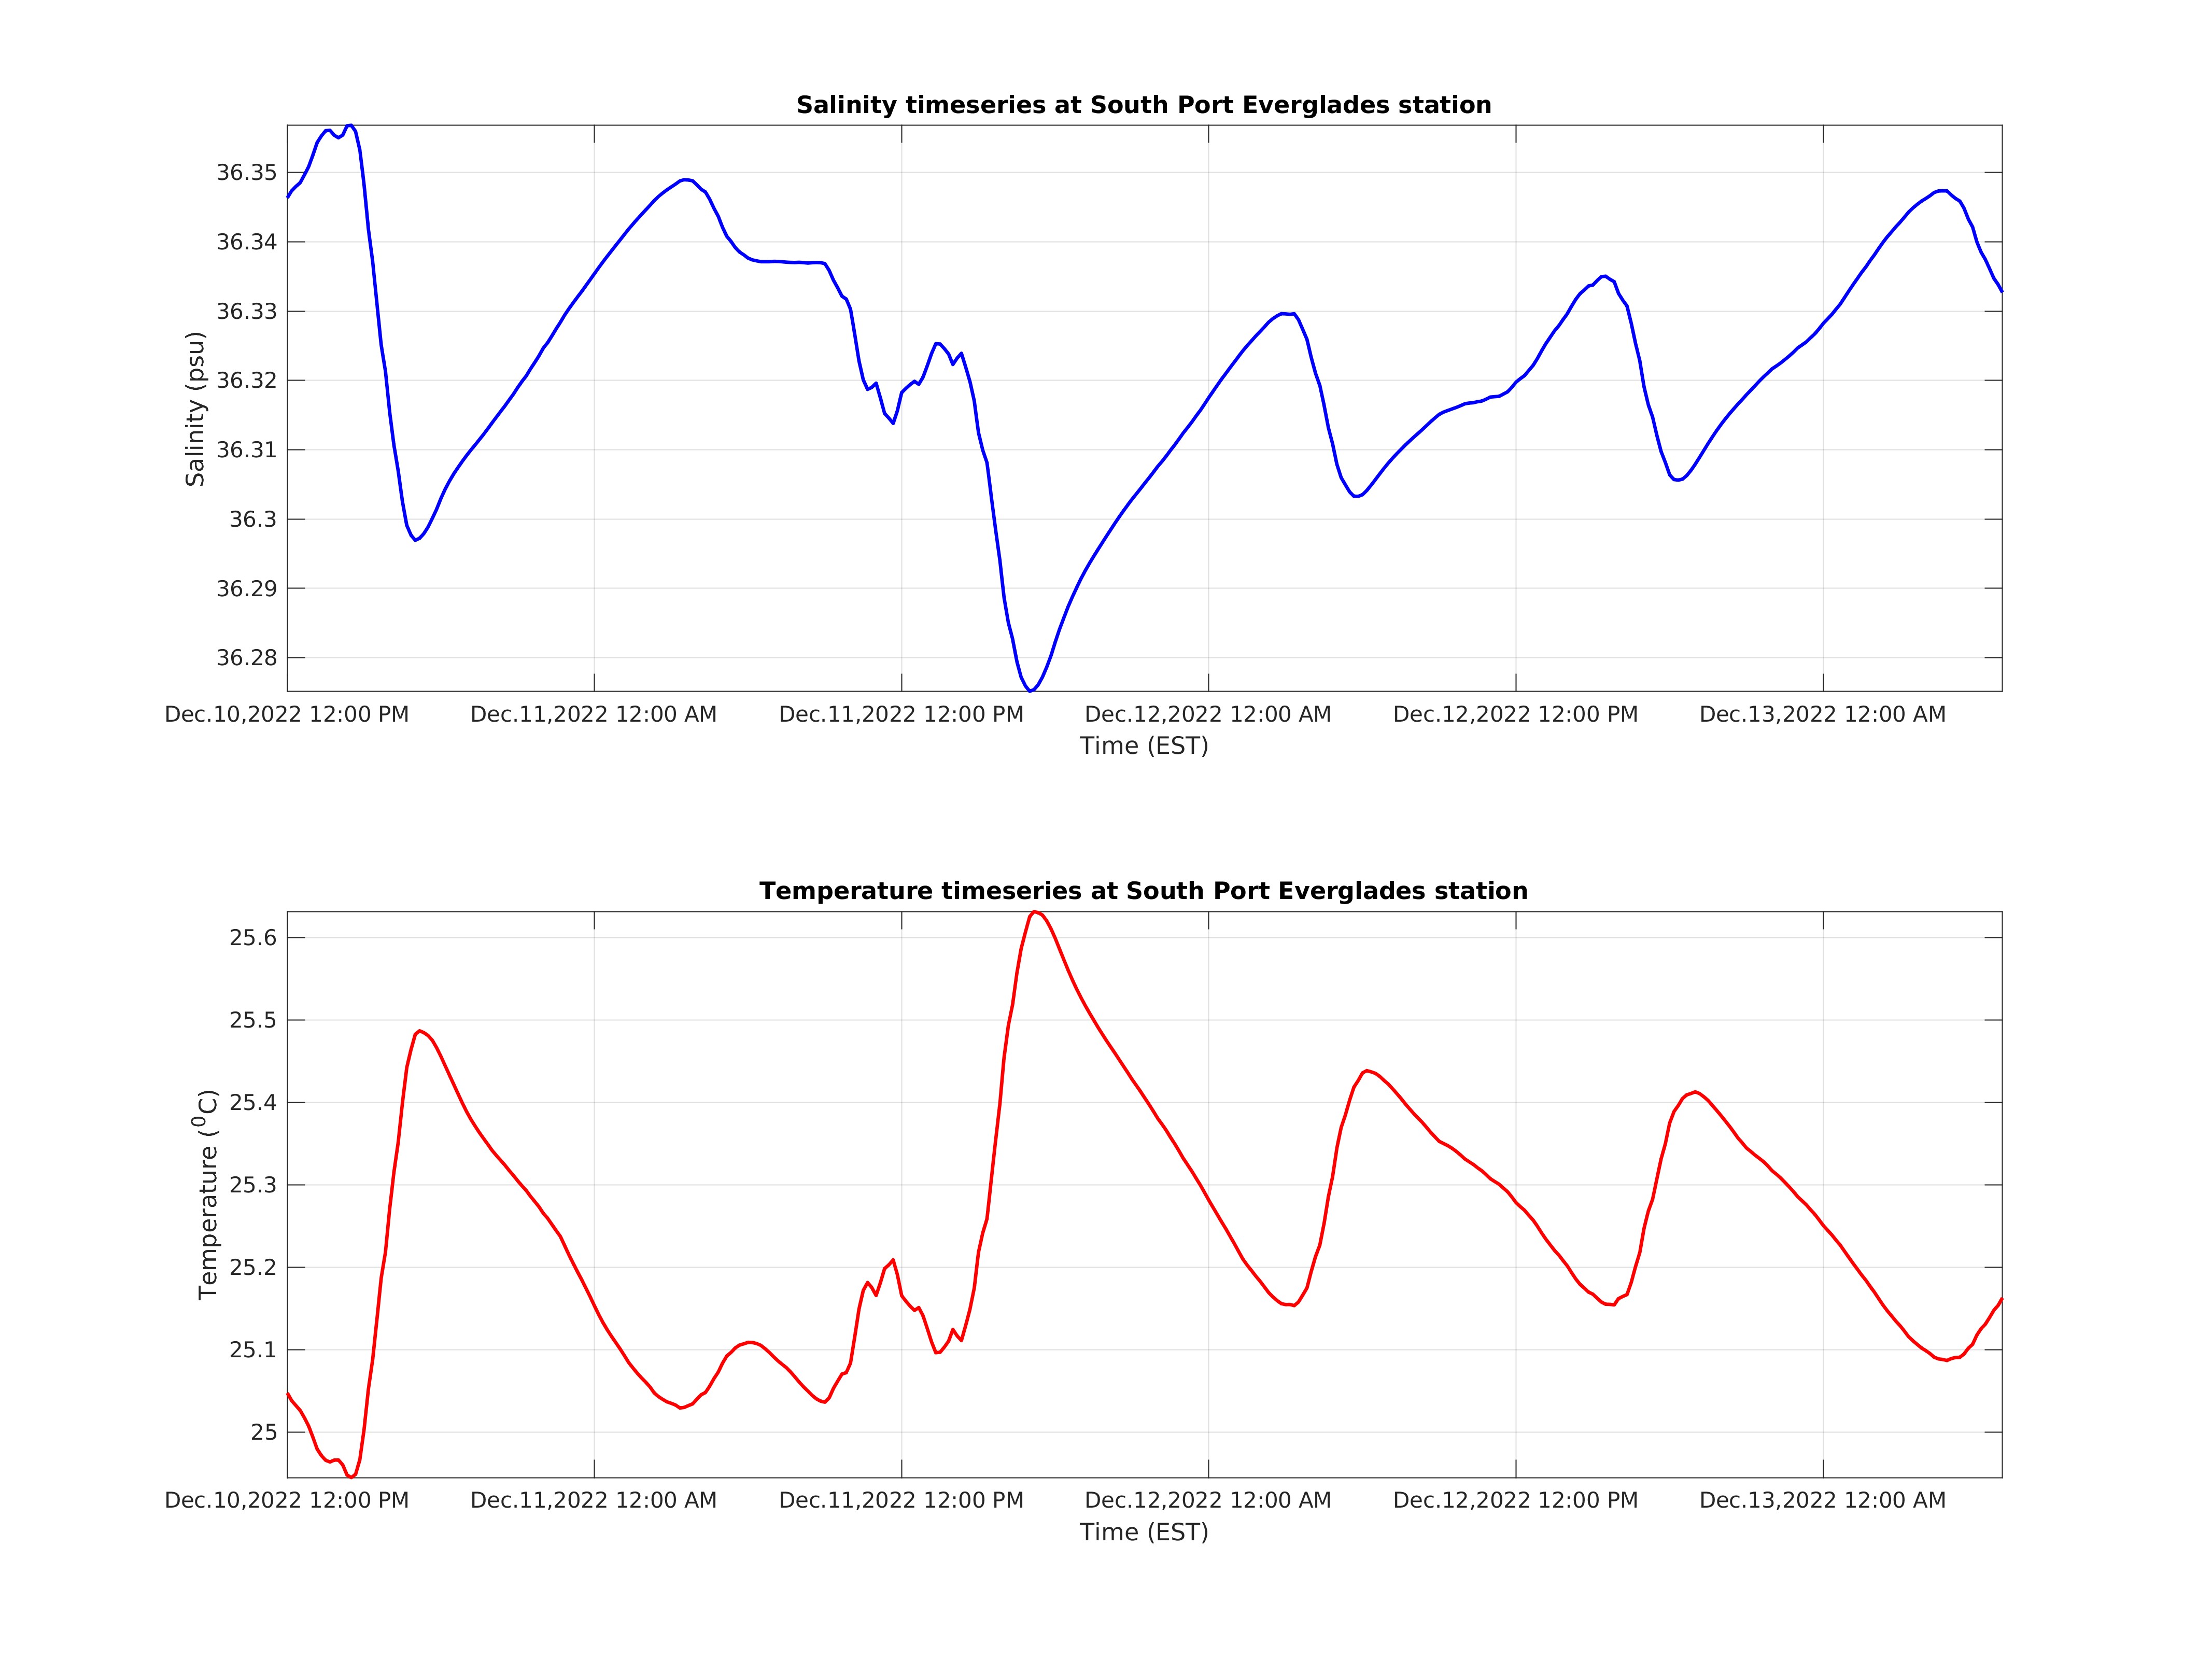 Salinity timeseries at South Port Everglades station
36.35
36.34
36.33
36.32
36.31
36.3
36.29
36.28
Salinity (psu)
Dec.10,2022 12:00 PM Dec.11,2022 12:00 AM Dec.11,2022 12:00 PM Dec.12,2022 12:00 AM Dec.12,2022 12:00 PM Dec.13,2022 12:00 AM
Time (EST)
Temperature timeseries at South Port Everglades station
25.6
25.5
25.4
25.3
25.2
25.1
25
Temperature (⁰C)
Dec.10,2022 12:00 PM Dec.11,2022 12:00 AM Dec.11,2022 12:00 PM Dec.12,2022 12:00 AM Dec.12,2022 12:00 PM Dec.13,2022 12:00 AM
Time (EST)